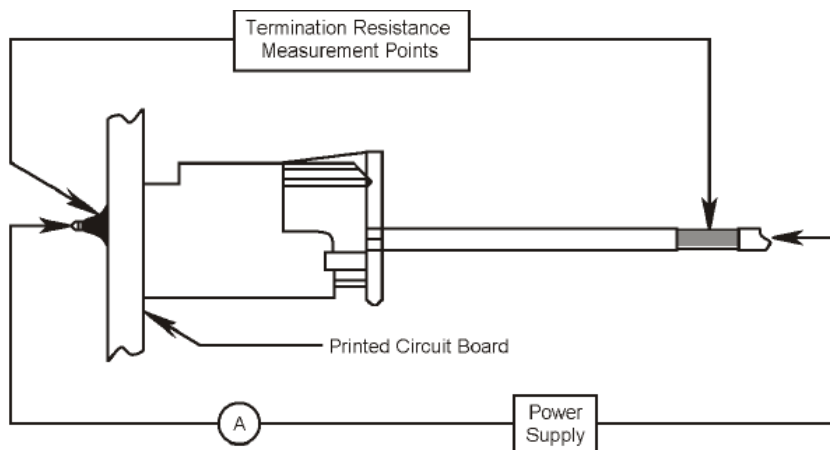 Termination Resistance
Measurement Points
Printed Circuit Board
A
Power
Supply